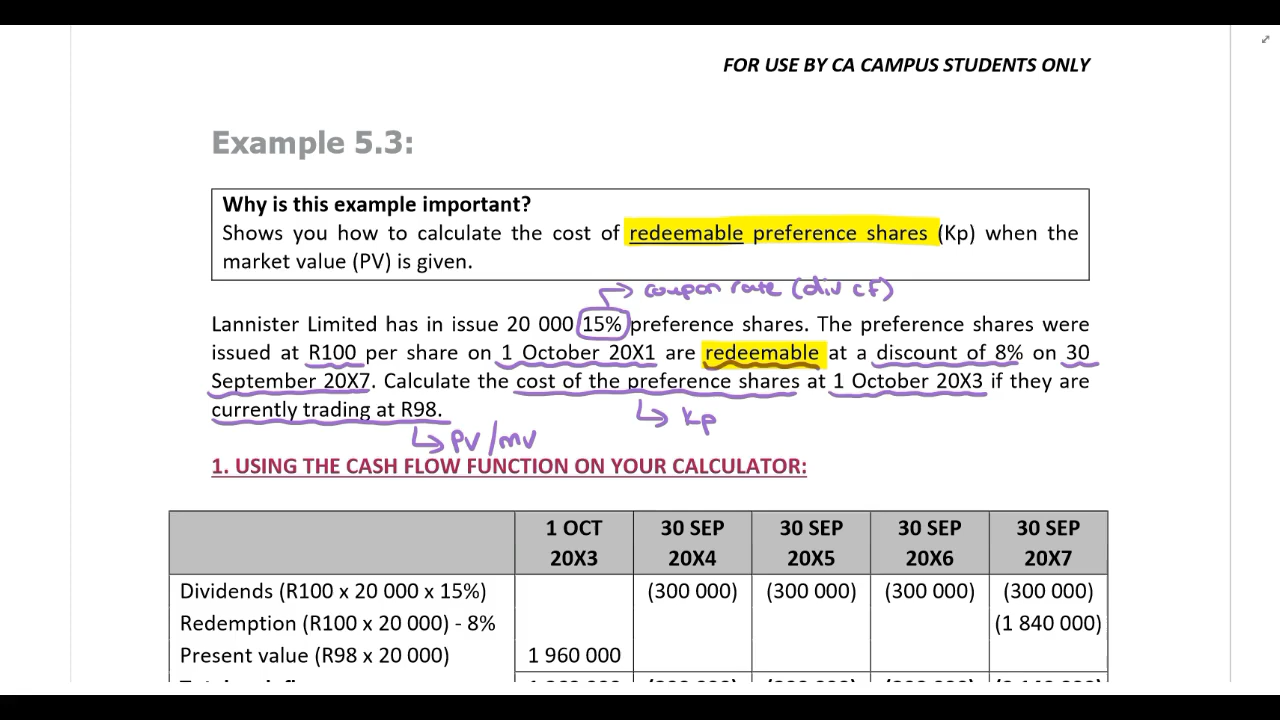 FOR USE BY CA CAMPUS STUDENTS ONLY
Example 5.3:
Why is this example important?
Shows you how to calculate the cost of redeemable preference shares (Kp) when the
market value (PV) is given.
coupon rate (div cf)
Lannister Limited has in issue 20 000 15% preference shares. The preference shares were
issued at R100 per share on 1 October 20X1 are redeemable at a discount of 8% on 30
September 20X7. Calculate the cost of the preference shares at 1 October 20X3 if they are
currently trading at R98.
Kp
PV/mv
1. USING THE CASH FLOW FUNCTION ON YOUR CALCULATOR:
1 OCT 20X3 30 SEP 20X4 30 SEP 20X5 30 SEP 20X6 30 SEP 20X7
Dividends (R100 x 20 000 x 15%) (300 000) (300 000) (300 000) (300 000)
Redemption (R100 x 20 000) - 8% (1 840 000)
Present value (R98 x 20 000) 1 960 000